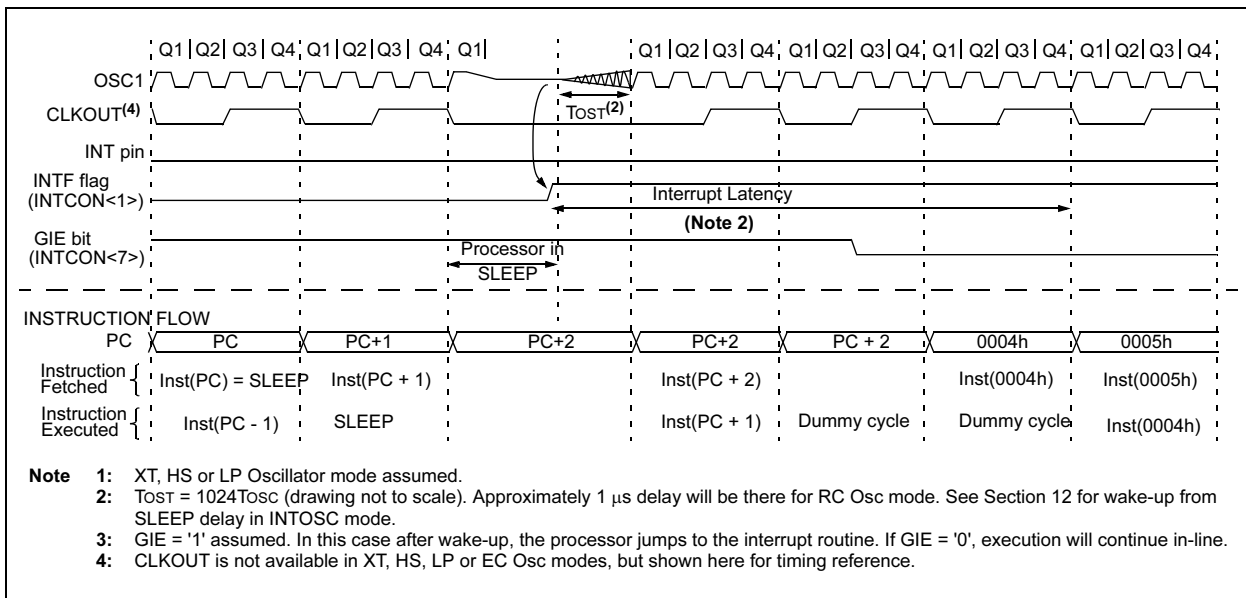 Q1 Q2 Q3 Q4 Q1 Q2 Q3 Q4 Q1 Q1 Q2 Q3 Q4 Q1 Q2 Q3 Q4 Q1 Q2 Q3 Q4 Q1 Q2 Q3 Q4
OSC1
TOST(2)
CLKOUT(4)
INT pin
INTF flag
(INTCON<1>)
Interrupt Latency
(Note 2)
GIE bit
(INTCON<7>)
Processor in
SLEEP
INSTRUCTION FLOW
PC PC PC+1 PC+2 PC+2 PC + 2 0004h 0005h
Instruction
Fetched { Inst(PC) = SLEEP Inst(PC + 1) Inst(PC + 2) Inst(0004h) Inst(0005h)
Instruction
Executed { Inst(PC - 1) SLEEP Inst(PC + 1) Dummy cycle Dummy cycle Inst(0004h)
Note 1: XT, HS or LP Oscillator mode assumed.
2: TOST = 1024TOSC (drawing not to scale). Approximately 1 µs delay will be there for RC Osc mode. See Section 12 for wake-up from
SLEEP delay in INTOSC mode.
3: GIE = '1' assumed. In this case after wake-up, the processor jumps to the interrupt routine. If GIE = '0', execution will continue in-line.
4: CLKOUT is not available in XT, HS, LP or EC Osc modes, but shown here for timing reference.